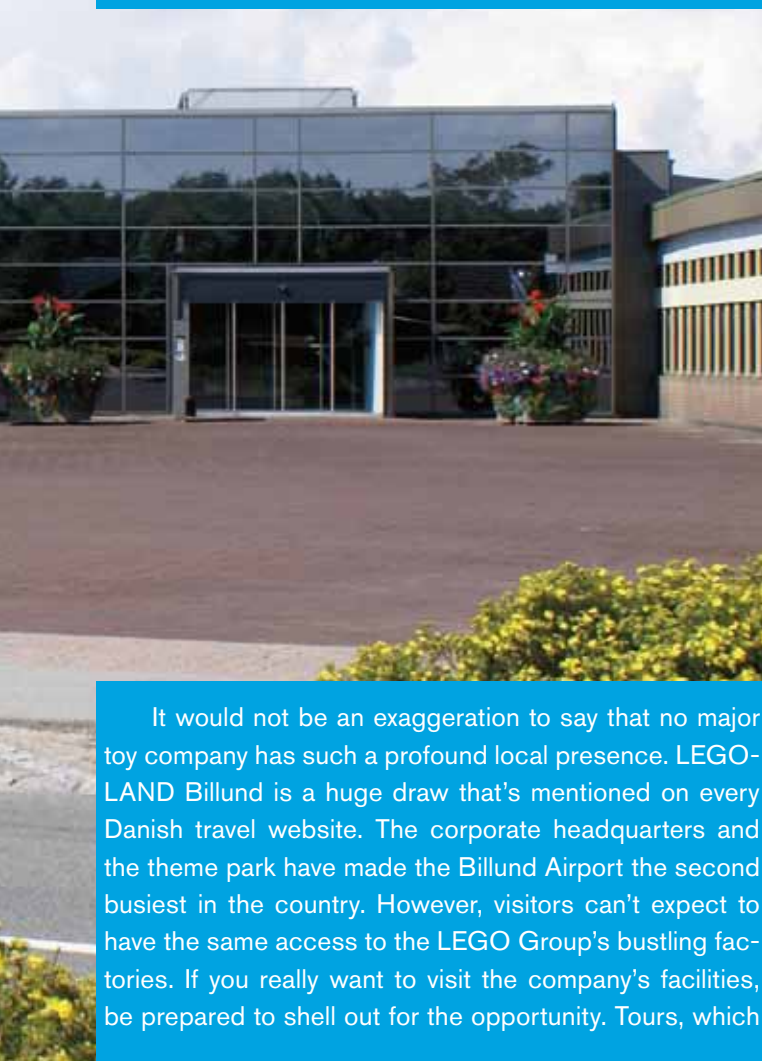 It would not be an exaggeration to say that no major
toy company has such a profound local presence. LEGO-
LAND Billund is a huge draw that's mentioned on every
Danish travel website. The corporate headquarters and
the theme park have made the Billund Airport the second
busiest in the country. However, visitors can't expect to
have the same access to the LEGO Group's bustling fac-
tories. If you really want to visit the company's facilities,
be prepared to shell out for the opportunity. Tours, which